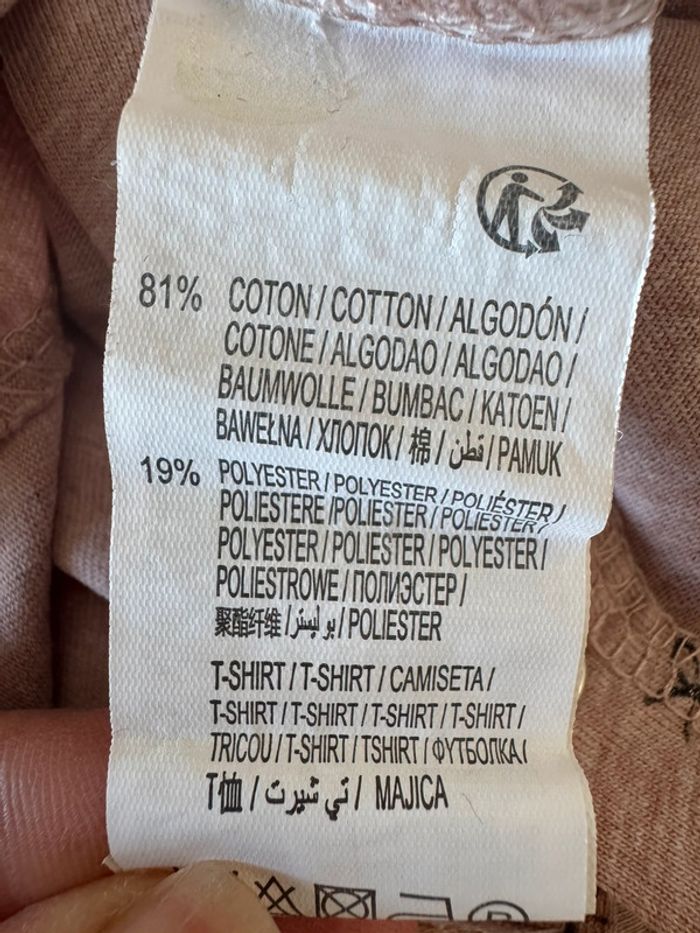 81% COTON / COTTON / ALGODÓN /
COTONE / ALGODAO / ALGODAO /
BAUMWOLLE / BUMBAC / KATOEN /
BAWEŁNA / ХЛОПОК / 棉 / قطن / PAMUK
19% POLYESTER / POLYESTER / POLIÉSTER /
POLIESTERE / POLIESTER / POLIESTER /
POLYESTER / POLIESTER / POLYESTER /
POLIESTROWE / ПОЛИЭСТЕР /
聚酯纤维 / بوليستر / POLIESTER
T-SHIRT / T-SHIRT / CAMISETA /
T-SHIRT / T-SHIRT / T-SHIRT / T-SHIRT /
TRICOU / T-SHIRT / TSHIRT / ФУТБОЛКА /
T恤 / تي شيرت / MAJICA